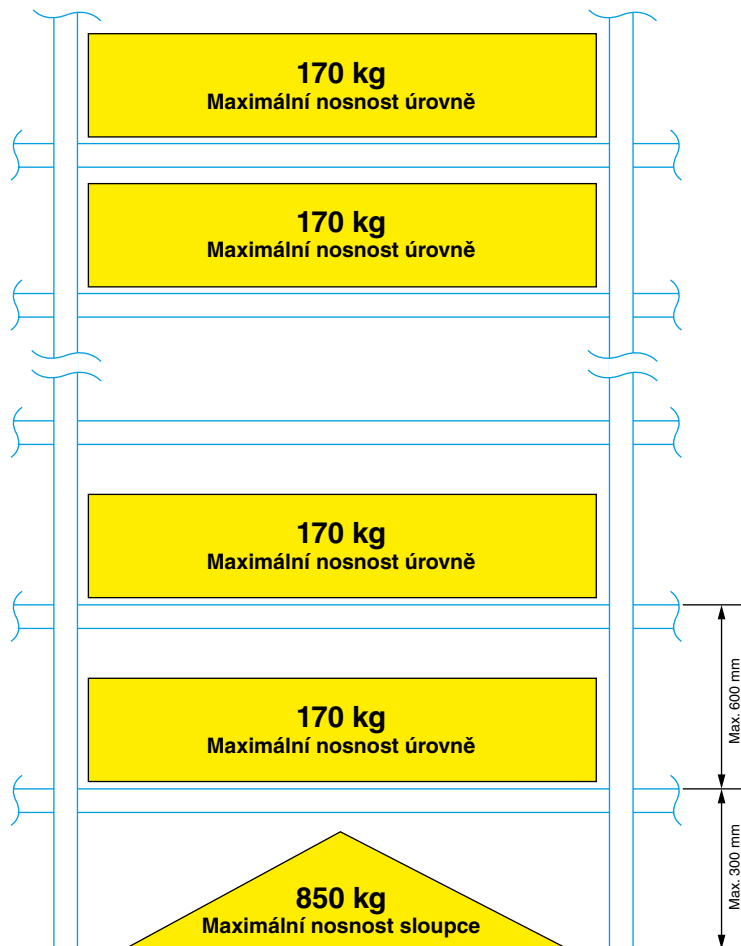 170 kg
Maximální nosnost úrovně
170 kg
Maximální nosnost úrovně
170 kg
Maximální nosnost úrovně
Max. 600 mm
170 kg
Maximální nosnost úrovně
Max. 300 mm
850 kg
Maximální nosnost sloupce